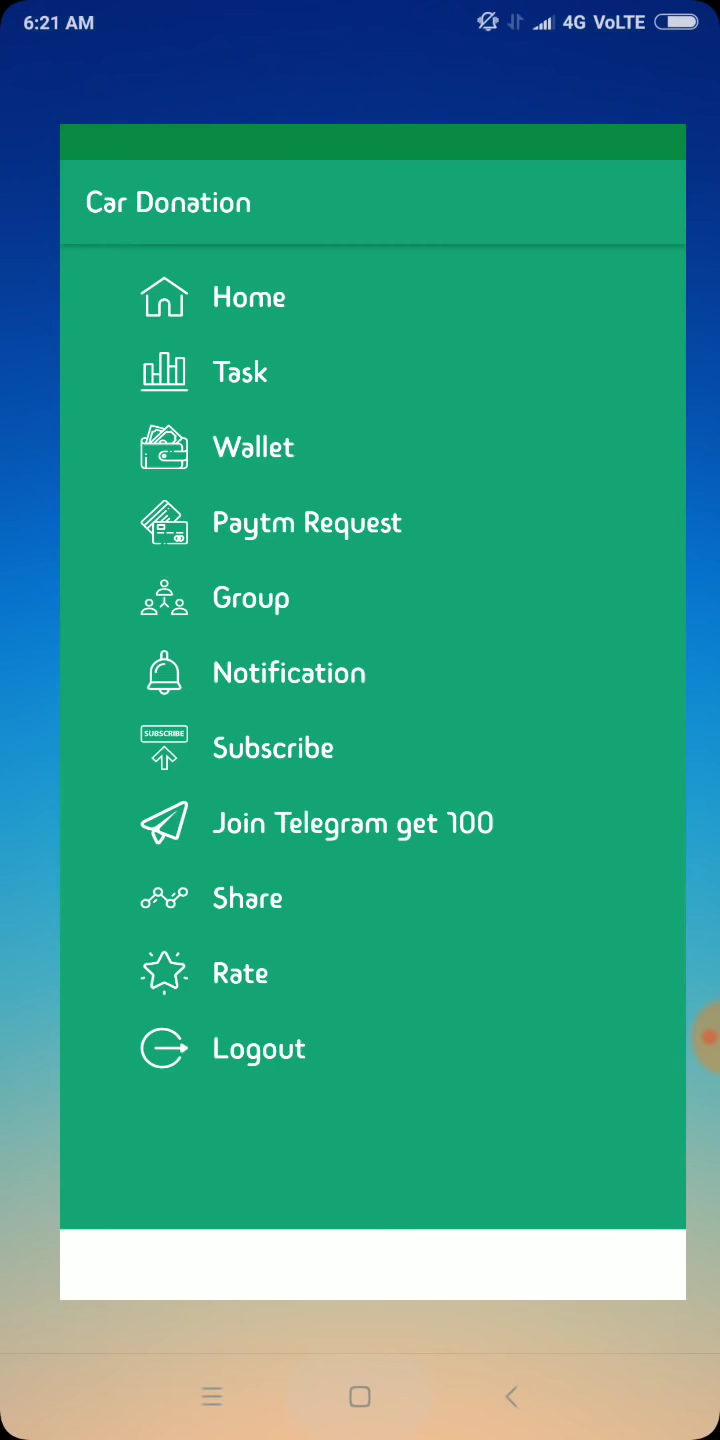 6:21 AM 4G VoLTE
Car Donation
Home
Task
Wallet
Paytm Request
Group
Notification
SUBSCRIBE
Subscribe
Join Telegram get 100
Share
Rate
Logout